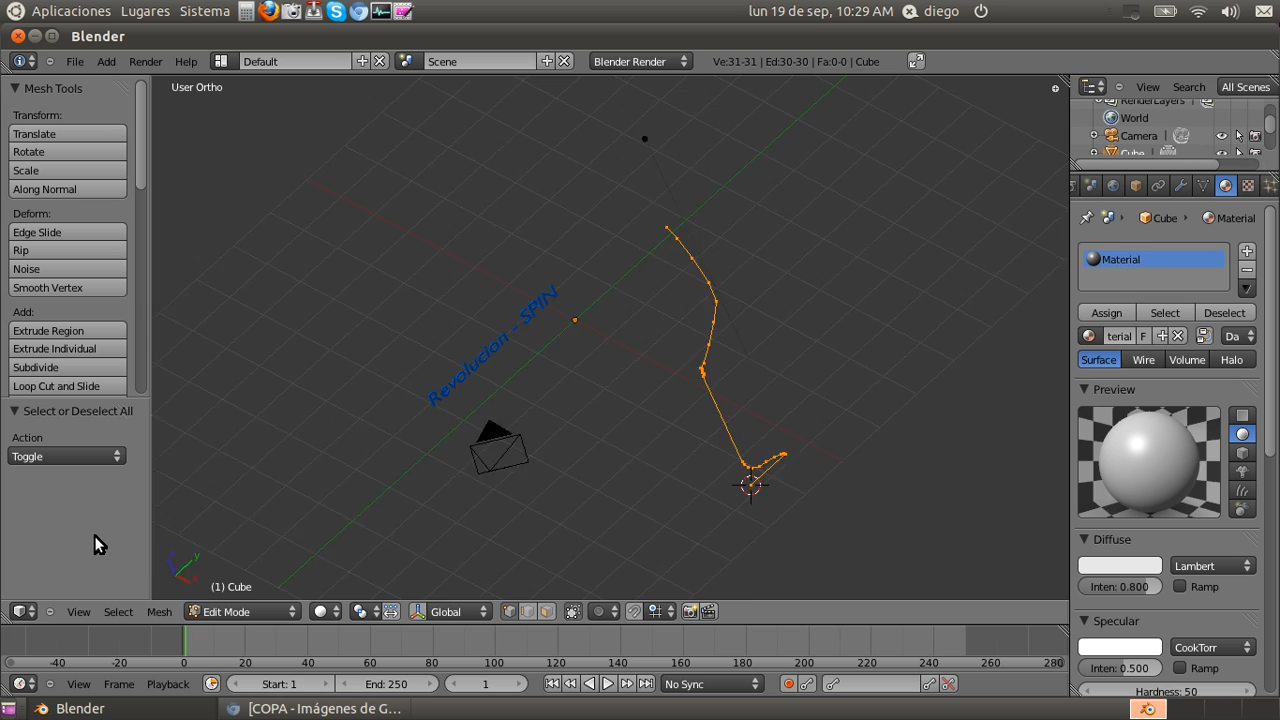 Aplicaciones Lugares Sistema lun 19 de sep, 10:29 AM diego
Blender
File Add Render Help Default Scene Blender Render Ve:31-31 | Ed:30-30 | Fa:0-0 | Cube
Mesh Tools
Transform:
Translate
Rotate
Scale
Along Normal
Deform:
Edge Slide
Rip
Noise
Smooth Vertex
Add:
Extrude Region
Extrude Individual
Subdivide
Loop Cut and Slide
Select or Deselect All
Action
Toggle
User Ortho
Revolucion - SPIN
y
(1) Cube
View Select Mesh Edit Mode Global
-40 -20 0 20 40 60 80 100 120 140 160 180 200 220 240 260 280
View Frame Playback Start: 1 End: 250 1 No Sync
View Search All Scenes
RenderLayers
World
Camera
Cube
Cube Material
Material
Assign Select Deselect
terial F Da
Surface Wire Volume Halo
Preview
Diffuse
Lambert
Inten: 0.800 Ramp
Specular
CookTorr
Inten: 0.500 Ramp
Hardness: 50
Blender [COPA - Imágenes de G...